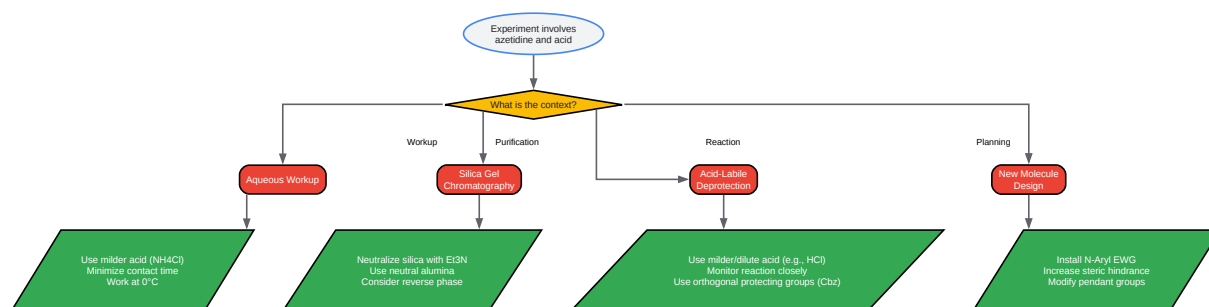 Experiment involves
azetidine and acid
What is the context?
Workup
Purification
Reaction
Planning
Aqueous Workup
Silica Gel
Chromatography
Acid-Labile
Deprotection
New Molecule
Design
Use milder acid (NH4Cl)
Minimize contact time
Work at 0°C
Neutralize silica with Et3N
Use neutral alumina
Consider reverse phase
Use milder/dilute acid (e.g., HCl)
Monitor reaction closely
Use orthogonal protecting groups (Cbz)
Install N-Aryl EWG
Increase steric hindrance
Modify pendant groups